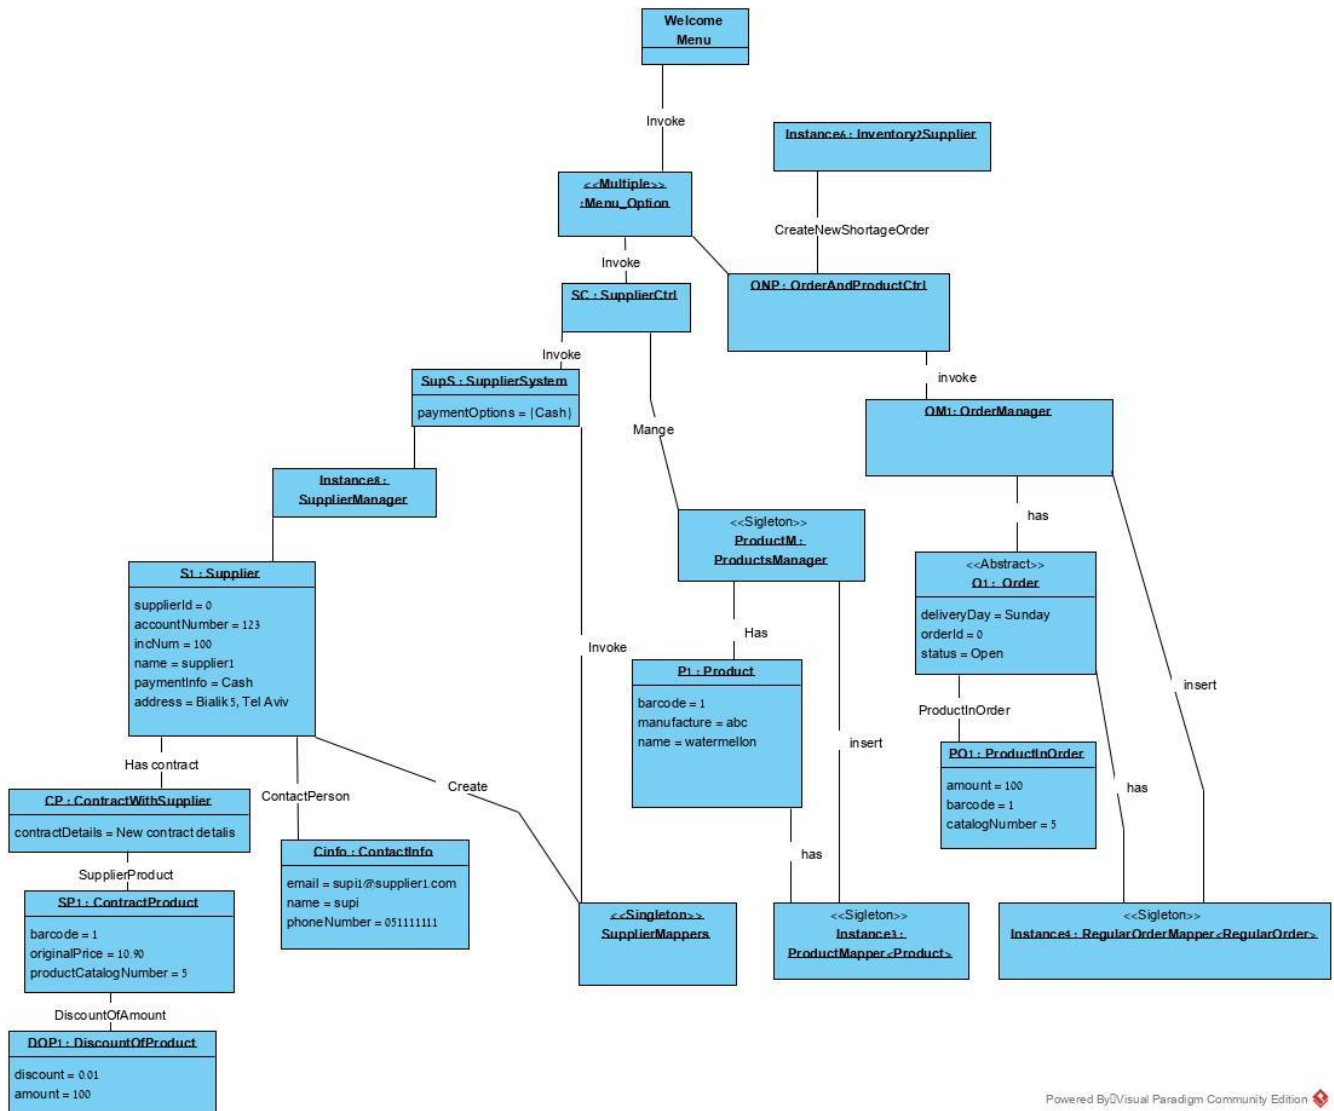 Welcome
Menu
Invoke
Instance6 : Inventory2Supplier
<<Multiple>>
:Menu_Option
CreateNewShortageOrder
Invoke
SC : SupplierCtrl
ONP : OrderAndProductCtrl
Invoke
SupS : SupplierSystem
paymentOptions = {Cash}
invoke
OM1: OrderManager
Mange
Instance8 :
SupplierManager
has
<<Sigleton>>
ProductM :
ProductsManager
S1 : Supplier
supplierId = 0
accountNumber = 123
incNum = 100
name = supplier1
paymentInfo = Cash
address = Bialik 5, Tel Aviv
<<Abstract>>
O1 : Order
deliveryDay = Sunday
orderId = 0
status = Open
Has
Invoke
P1 : Product
barcode = 1
manufacture = abc
name = watermellon
insert
ProductInOrder
insert
PO1 : ProductInOrder
amount = 100
barcode = 1
catalogNumber = 5
Has contract
ContactPerson
Create
has
CP : ContractWithSupplier
contractDetails = New contract detalis
Cinfo : ContactInfo
email = supi1@supplier1.com
name = supi
phoneNumber = 051111111
has
SupplierProduct
SP1 : ContractProduct
barcode = 1
originalPrice = 10.90
productCatalogNumber = 5
<<Singleton>>
SupplierMappers
<<Sigleton>>
Instance3 :
ProductMapper<Product>
<<Sigleton>>
Instance4 : RegularOrderMapper<RegularOrder>
DiscountOfAmount
DOP1 : DiscountOfProduct
discount = 0.01
amount = 100
Powered By Visual Paradigm Community Edition